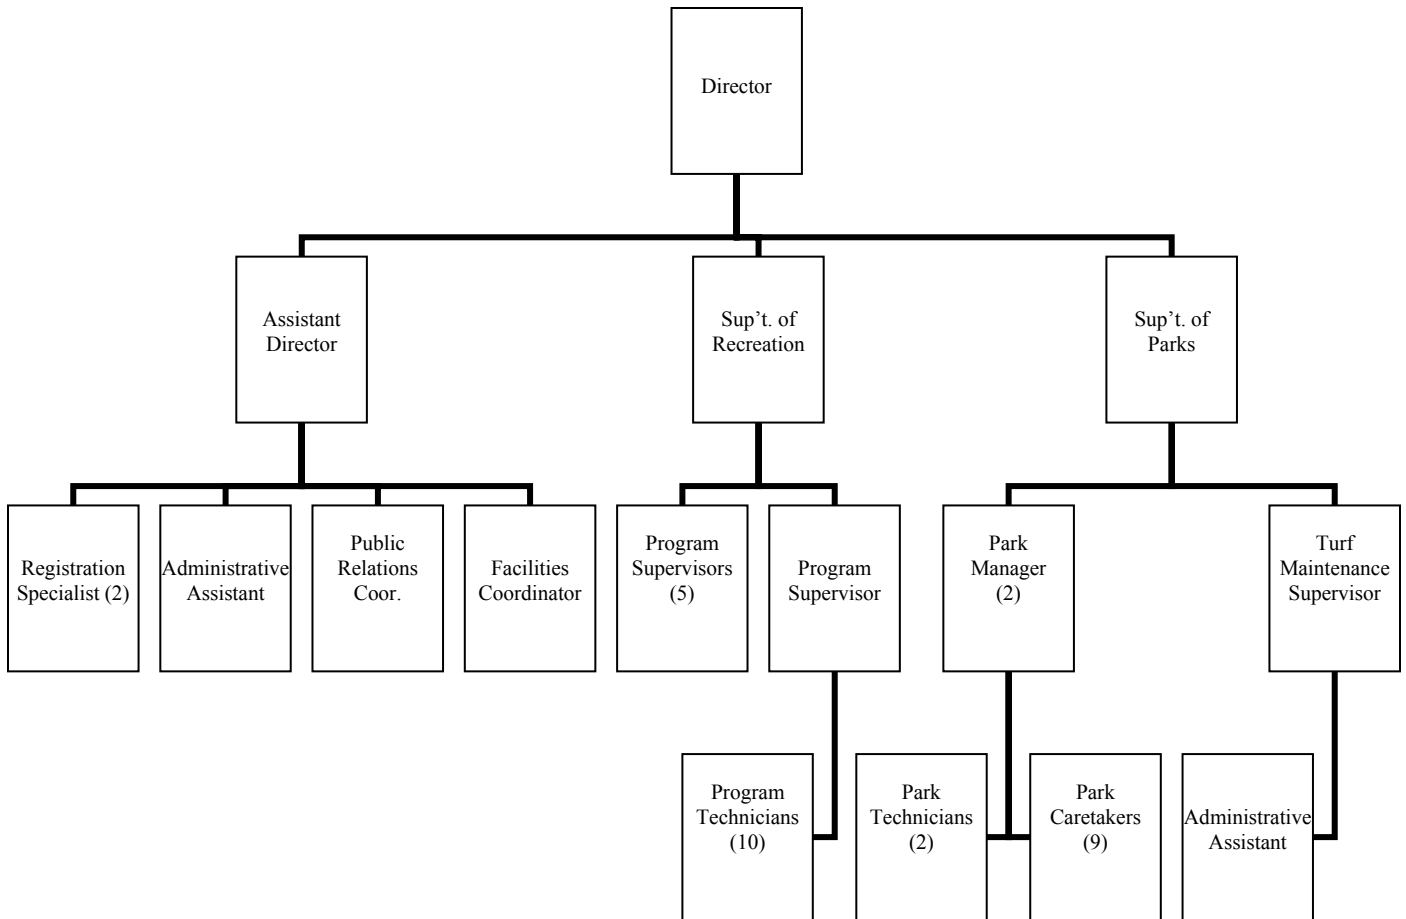 Director
Assistant
Director
Sup’t. of
Recreation
Sup’t. of
Parks
Registration
Specialist (2)
Administrative
Assistant
Public
Relations
Coor.
Facilities
Coordinator
Program
Supervisors
(5)
Program
Supervisor
Park
Manager
(2)
Turf
Maintenance
Supervisor
Program
Technicians
(10)
Park
Technicians
(2)
Park
Caretakers
(9)
Administrative
Assistant